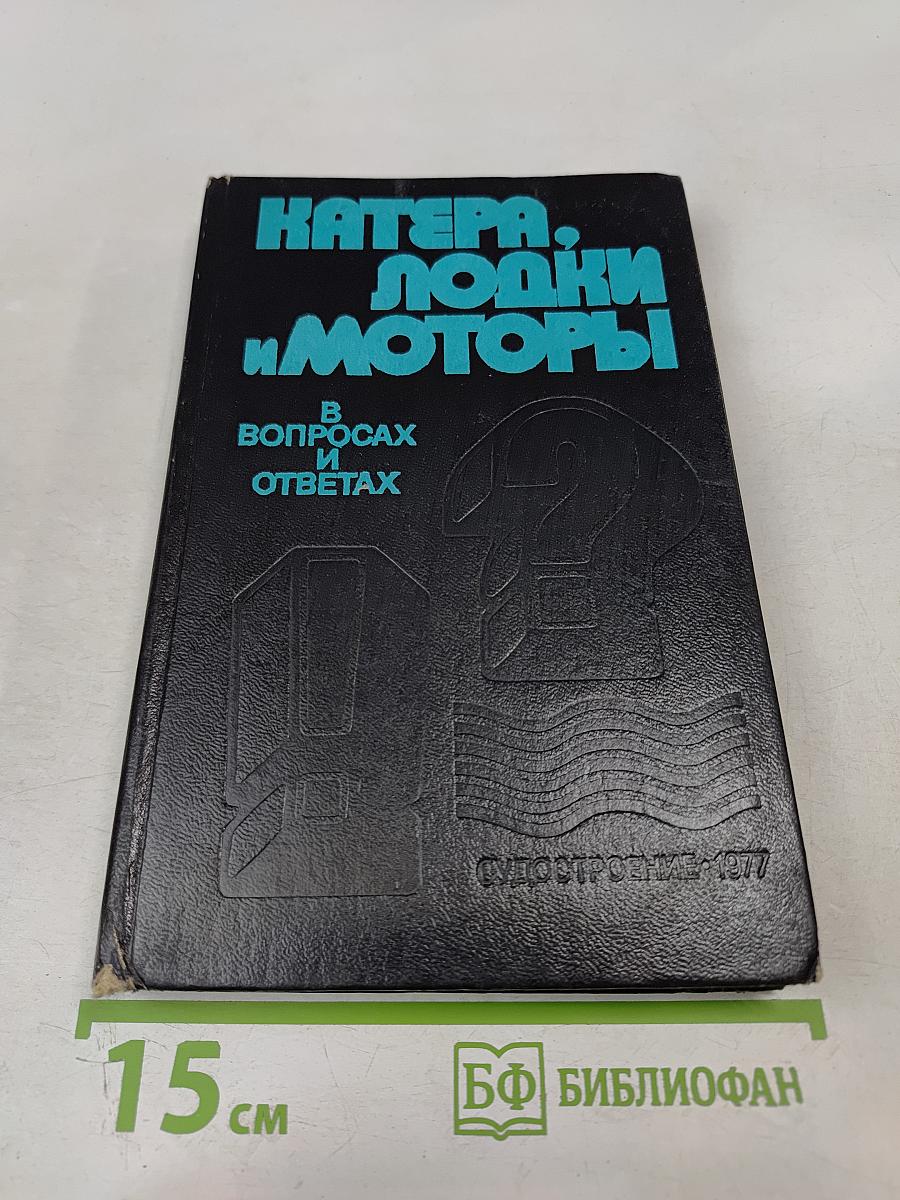 КАТЕРА,
ЛОДКИ
и МОТОРЫ
В
ВОПРОСАХ
И
ОТВЕТАХ
СУДОСТРОЕНИЕ•1977
15 см
БФ БИБЛИОФАН